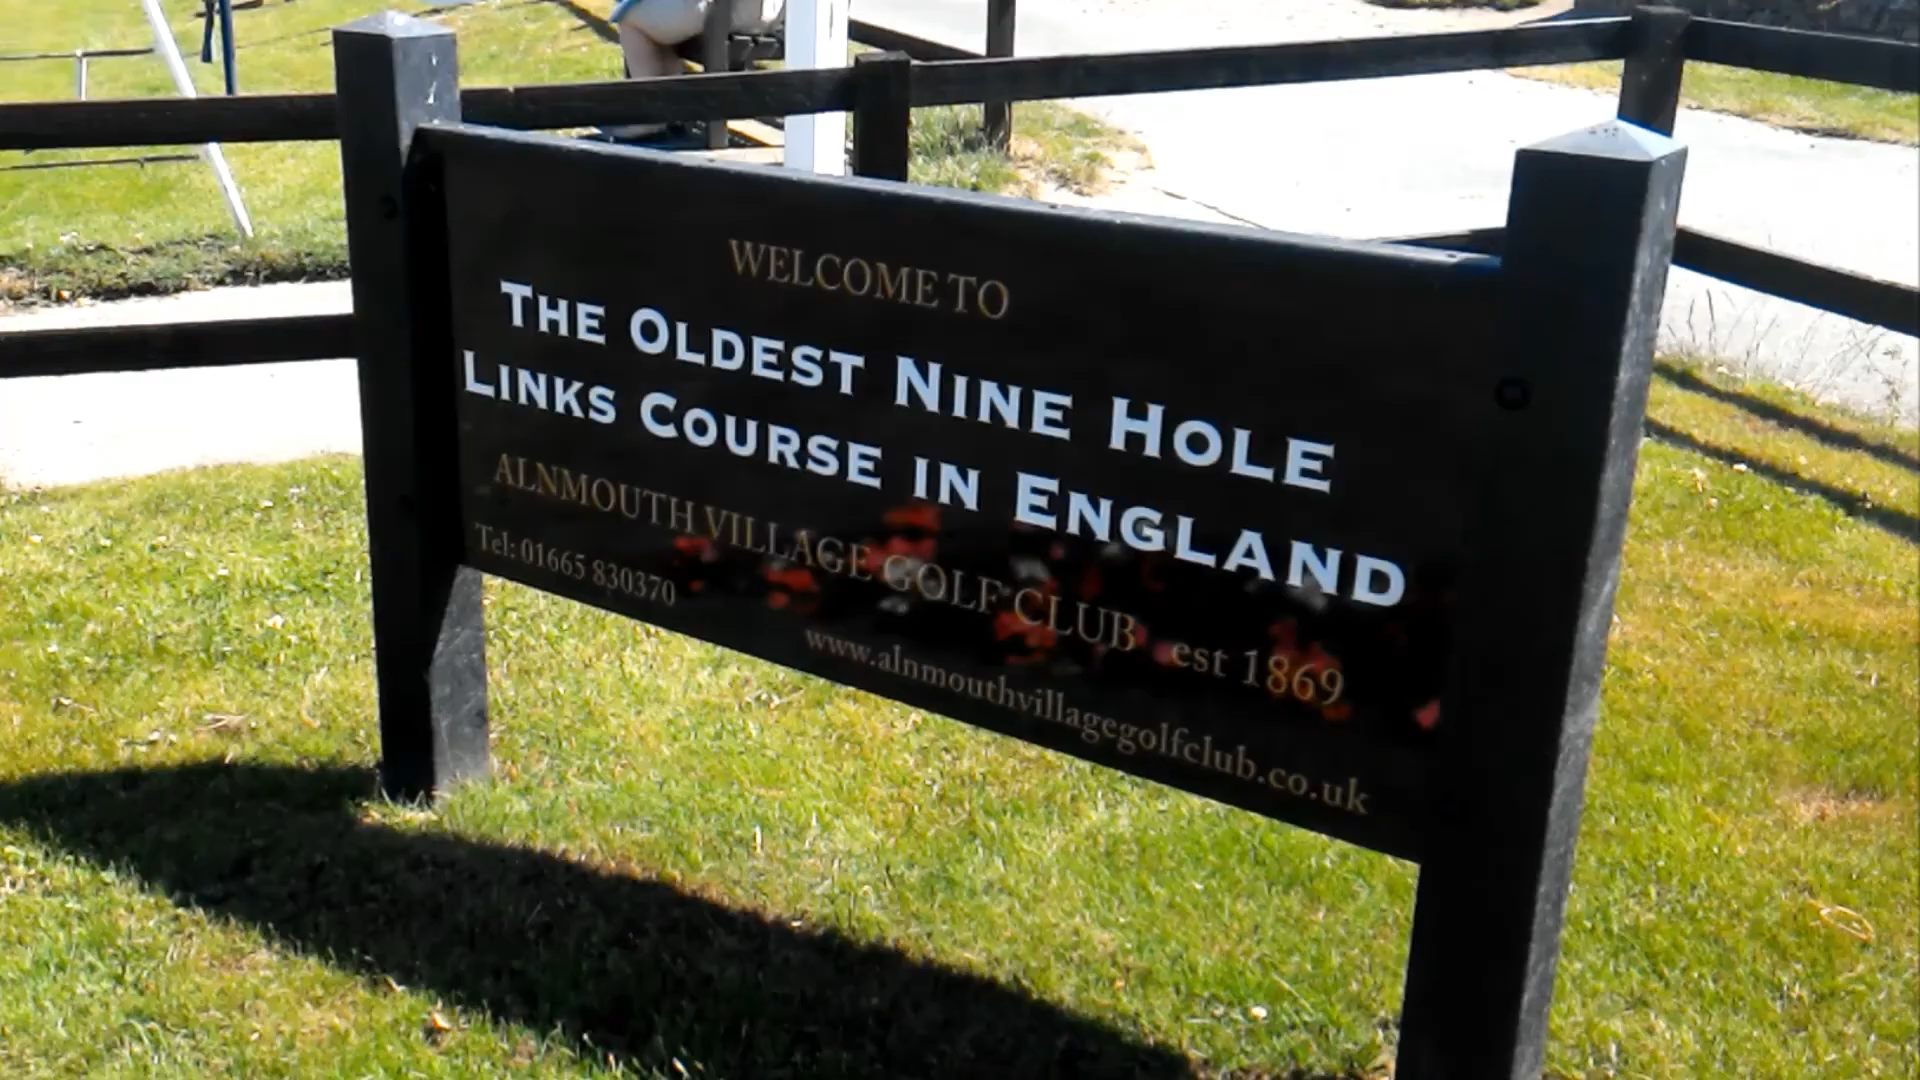 WELCOME TO
THE OLDEST NINE HOLE
LINKS COURSE IN ENGLAND
ALNMOUTH VILLAGE GOLF CLUB est 1869
Tel: 01665 830370
www.alnmouthvillagegolfclub.co.uk